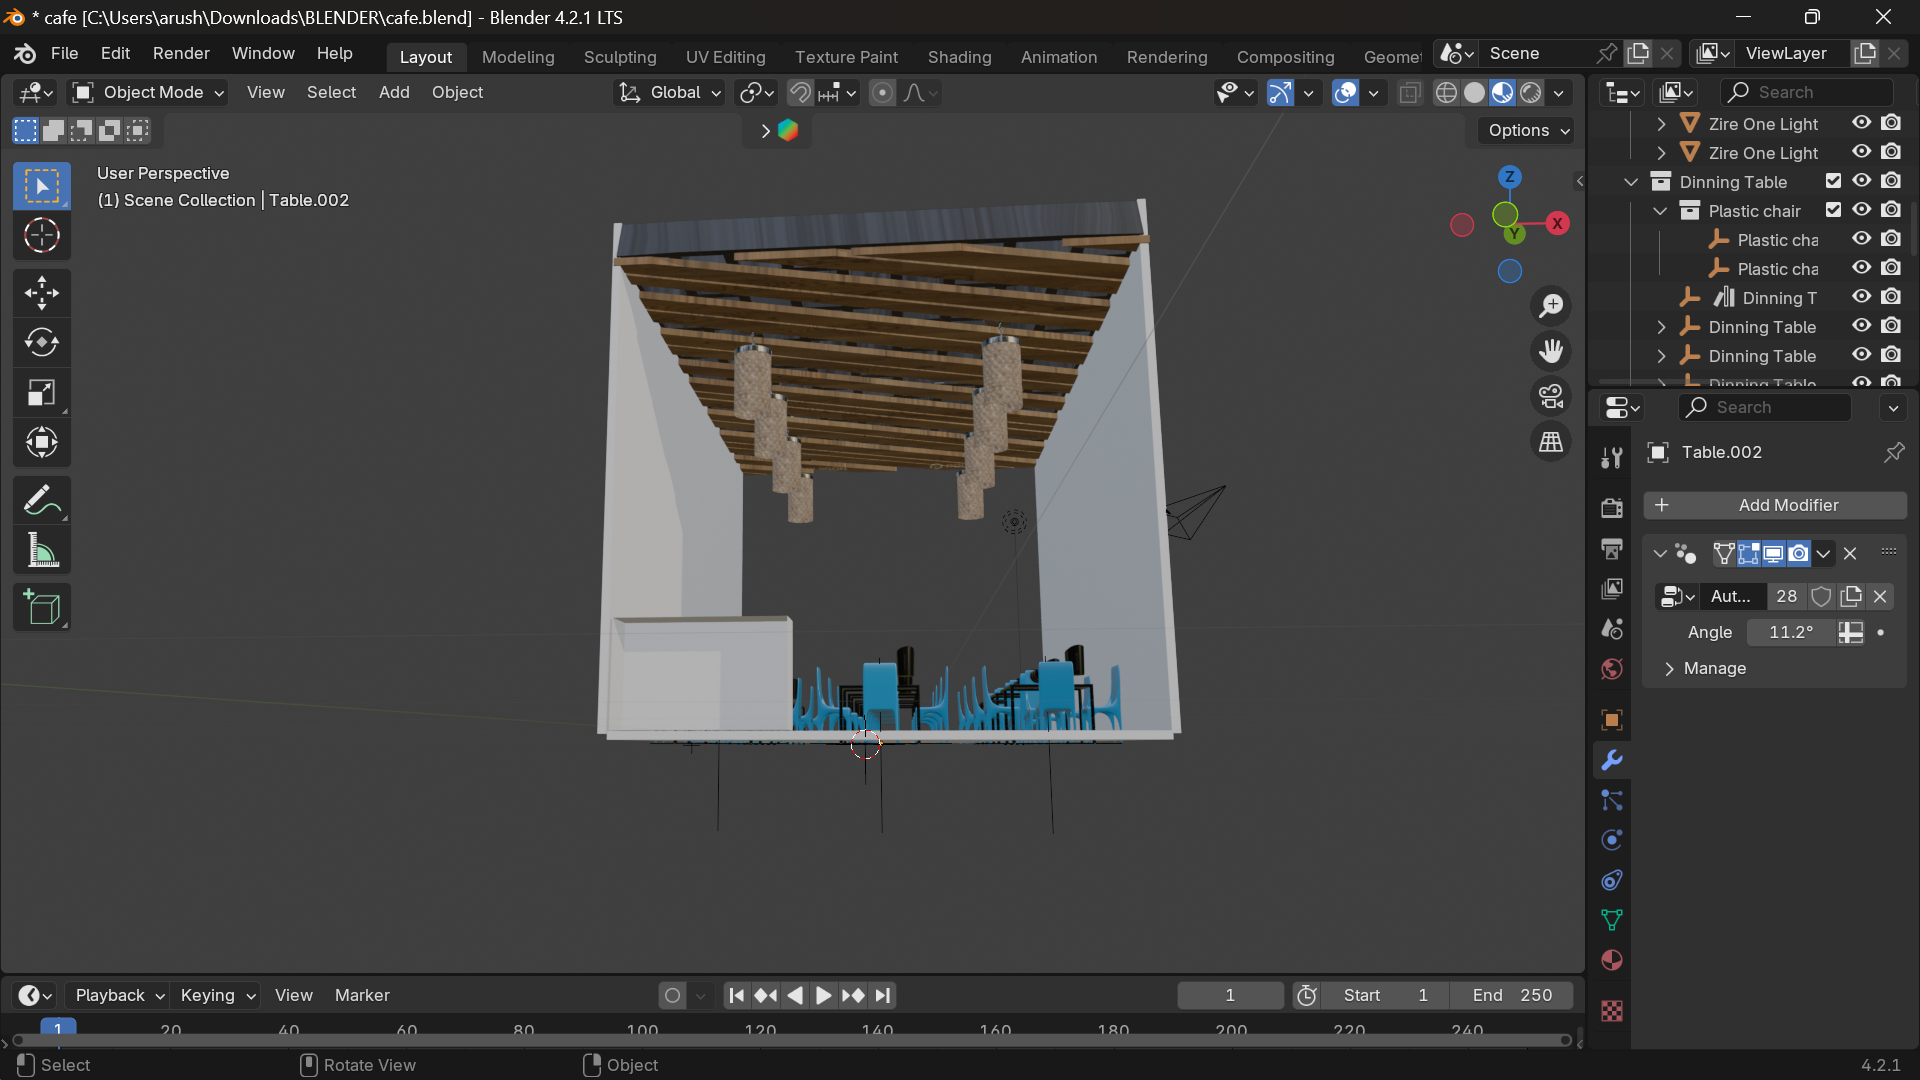 * cafe [C:\Users\arush\Downloads\BLENDER\cafe.blend] - Blender 4.2.1 LTS
File Edit Render Window Help Layout Modeling Sculpting UV Editing Texture Paint Shading Animation Rendering Compositing Geomet Scene ViewLayer
Object Mode View Select Add Object Global Search
Options
User Perspective
(1) Scene Collection | Table.002
Z
X
Y
Zire One Light
Zire One Light
Dinning Table
Plastic chair
Plastic cha
Plastic cha
Dinning T
Dinning Table
Dinning Table
Dinning Table
Search
Table.002
Add Modifier
Aut... 28
Angle 11.2°
Manage
Playback Keying View Marker 1 Start 1 End 250
1 20 40 60 80 100 120 140 160 180 200 220 240
Select Rotate View Object 4.2.1